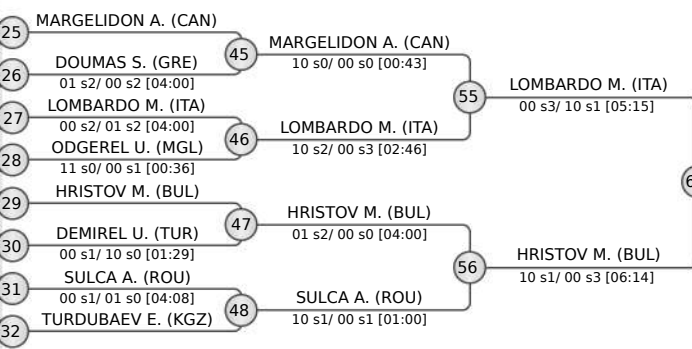 25
MARGELIDON A. (CAN)
45
MARGELIDON A. (CAN)
10 s0/ 00 s0 [00:43]
26
DOUMAS S. (GRE)
01 s2/ 00 s2 [04:00]
55
LOMBARDO M. (ITA)
00 s3/ 10 s1 [05:15]
27
LOMBARDO M. (ITA)
00 s2/ 01 s2 [04:00]
46
LOMBARDO M. (ITA)
10 s2/ 00 s3 [02:46]
28
ODGEREL U. (MGL)
11 s0/ 00 s1 [00:36]
29
HRISTOV M. (BUL)
47
HRISTOV M. (BUL)
01 s2/ 00 s0 [04:00]
30
DEMIREL U. (TUR)
00 s1/ 10 s0 [01:29]
56
HRISTOV M. (BUL)
10 s1/ 00 s3 [06:14]
31
SULCA A. (ROU)
00 s1/ 01 s0 [04:08]
48
SULCA A. (ROU)
10 s1/ 00 s1 [01:00]
32
TURDUBAEV E. (KGZ)